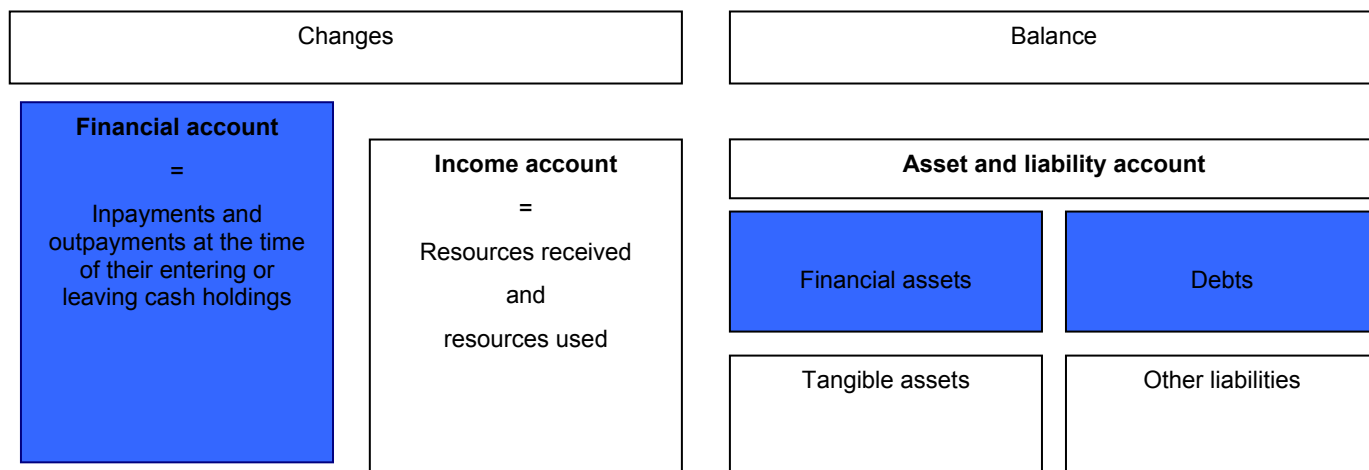 Changes
Balance
Financial account
=
Inpayments and
outpayments at the time
of their entering or
leaving cash holdings
Income account
=
Resources received
and
resources used
Asset and liability account
Financial assets
Debts
Tangible assets
Other liabilities